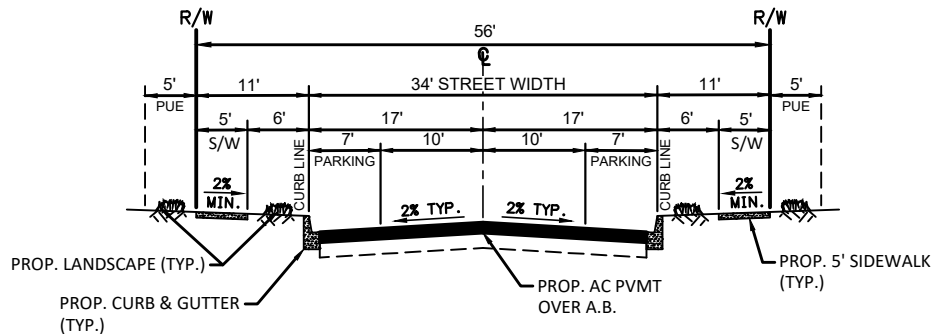 R/W R/W
56'
℄
5' 11' 34' STREET WIDTH 11' 5'
PUE PUE
5' 6' 17' 17' 6' 5'
S/W 7' 10' 10' 7' S/W
CURB LINE PARKING PARKING CURB LINE
2% MIN. 2% TYP. 2% TYP. 2% MIN.
PROP. LANDSCAPE (TYP.)
PROP. CURB & GUTTER
(TYP.)
PROP. AC PVMT
OVER A.B.
PROP. 5' SIDEWALK
(TYP.)